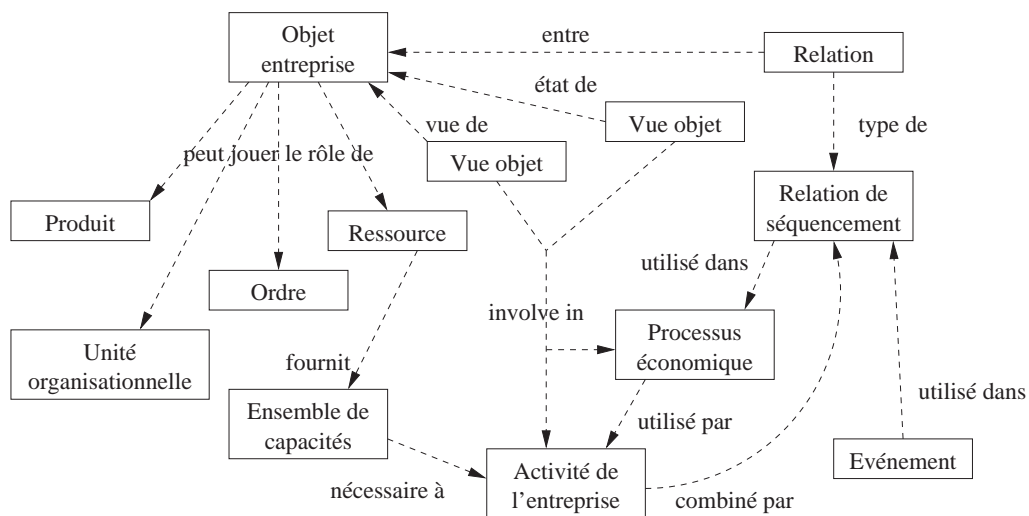 Objet
entreprise
entre
Relation
état de
Vue objet
vue de
Vue objet
type de
peut jouer le rôle de
Produit
Ressource
Relation de
séquencement
Ordre
utilisé dans
involve in
Unité
organisationnelle
Processus
économique
fournit
Ensemble de
capacités
utilisé par
utilisé dans
Evénement
nécessaire à
Activité de
l'entreprise
combiné par